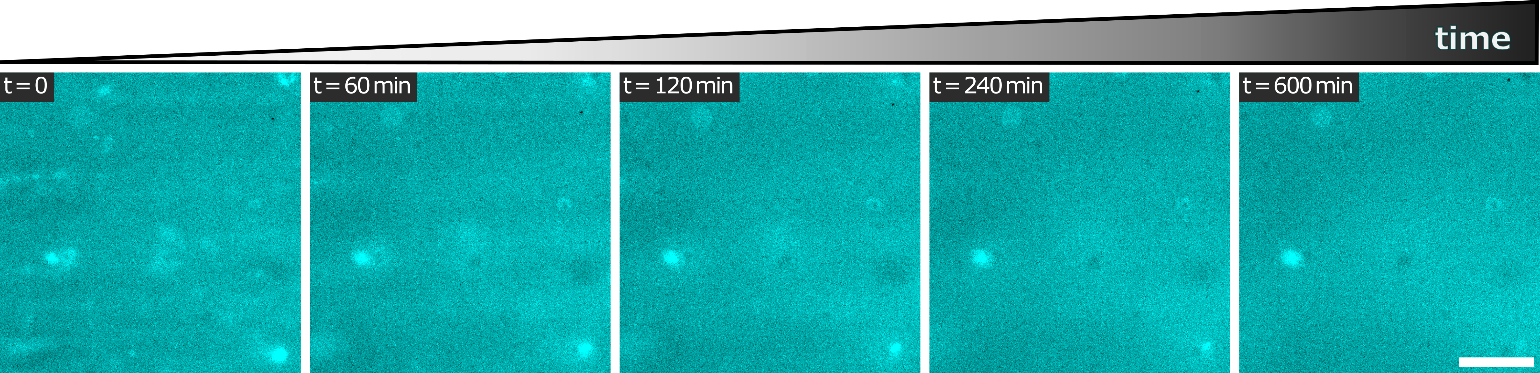 time
t = 0
t = 60 min
t = 120 min
t = 240 min
t = 600 min